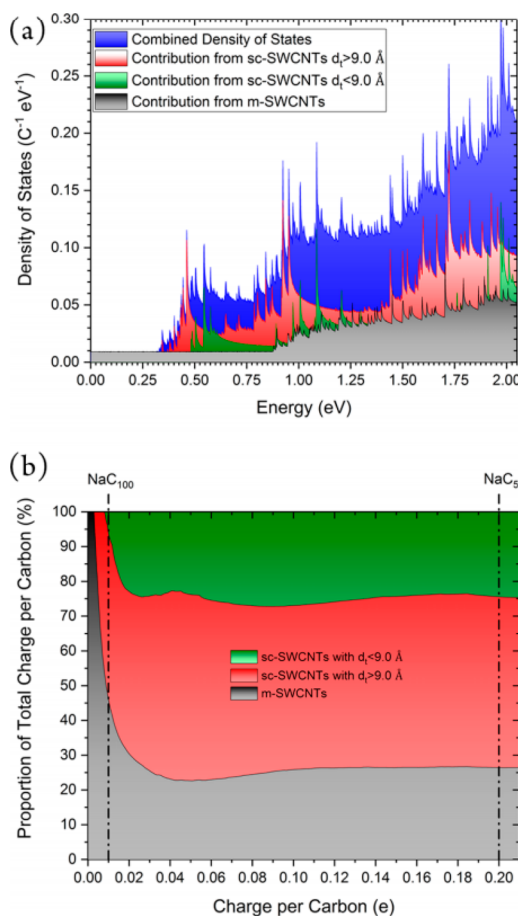 (a)
Combined Density of States
Contribution from sc-SWCNTs dₜ>9.0 Å
Contribution from sc-SWCNTs dₜ<9.0 Å
Contribution from m-SWCNTs
Density of States (C⁻¹ eV⁻¹)
0.30
0.25
0.20
0.15
0.10
0.05
0.00
0.00 0.25 0.50 0.75 1.00 1.25 1.50 1.75 2.00
Energy (eV)
(b)
NaC₁₀₀ NaC₅
Proportion of Total Charge per Carbon (%)
100
90
80
70
60
50
40
30
20
10
0
sc-SWCNTs with dₜ<9.0 Å
sc-SWCNTs with dₜ>9.0 Å
m-SWCNTs
0.00 0.02 0.04 0.06 0.08 0.10 0.12 0.14 0.16 0.18 0.20
Charge per Carbon (e)